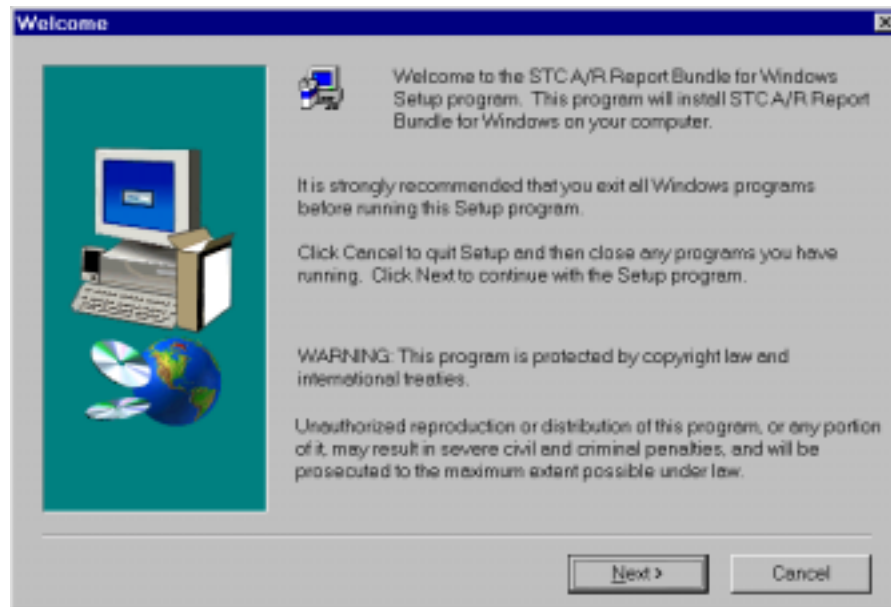 Welcome
Welcome to the STC A/R Report Bundle for Windows
Setup program. This program will install STC A/R Report
Bundle for Windows on your computer.
It is strongly recommended that you exit all Windows programs
before running this Setup program.
Click Cancel to quit Setup and then close any programs you have
running. Click Next to continue with the Setup program.
WARNING: This program is protected by copyright law and
international treaties.
Unauthorized reproduction or distribution of this program, or any portion
of it, may result in severe civil and criminal penalties, and will be
prosecuted to the maximum extent possible under law.
Next >
Cancel